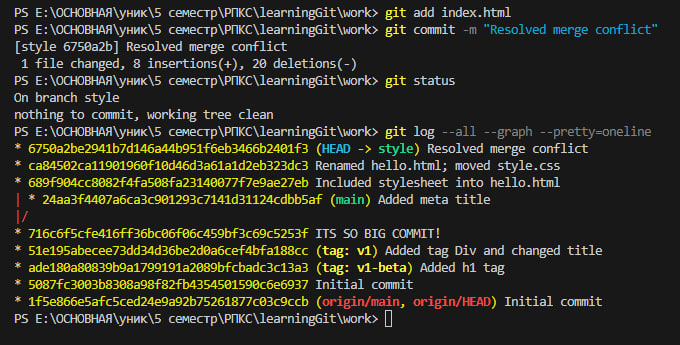 PS E:\ОСНОВНАЯ\уник\5 семестр\РПКС\learningGit\work> git add index.html
PS E:\ОСНОВНАЯ\уник\5 семестр\РПКС\learningGit\work> git commit -m "Resolved merge conflict"
[style 6750a2b] Resolved merge conflict
 1 file changed, 8 insertions(+), 20 deletions(-)
PS E:\ОСНОВНАЯ\уник\5 семестр\РПКС\learningGit\work> git status
On branch style
nothing to commit, working tree clean
PS E:\ОСНОВНАЯ\уник\5 семестр\РПКС\learningGit\work> git log --all --graph --pretty=oneline
* 6750a2be2941b7d146a44b951f6eb3466b2401f3 (HEAD -> style) Resolved merge conflict
* ca84502ca11901960f10d46d3a61a1d2eb323dc3 Renamed hello.html; moved style.css
* 689f904cc8082f4fa508fa23140077f7e9ae27eb Included stylesheet into hello.html
| * 24aa3f4407a6ca3c901293c7141d31124cdbb5af (main) Added meta title
|/
* 716c6f5cfe416ff36bc06f06c459bf3c69c5253f ITS SO BIG COMMIT!
* 51e195abecee73dd34d36be2d0a6cef4bfa188cc (tag: v1) Added tag Div and changed title
* ade180a80839b9a1799191a2089bfcbadc3c13a3 (tag: v1-beta) Added h1 tag
* 5087fc3003b8308a98f82fb4354501590c6e6937 Initial commit
* 1f5e866e5afc5ced24e9a92b75261877c03c9ccb (origin/main, origin/HEAD) Initial commit
PS E:\ОСНОВНАЯ\уник\5 семестр\РПКС\learningGit\work>